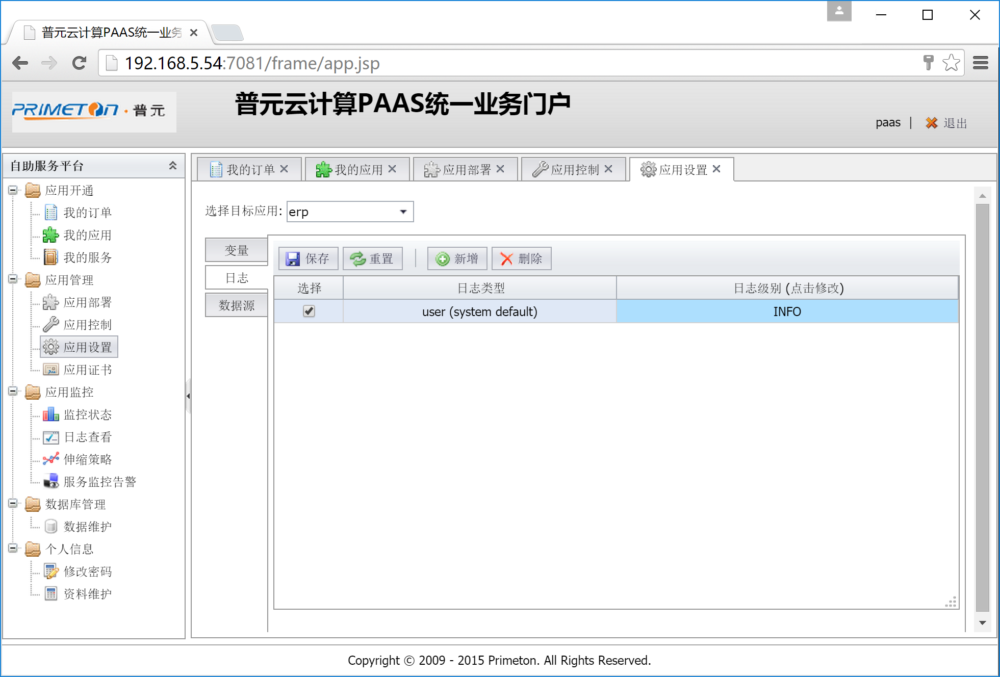 普元云计算PAAS统一业务
192.168.5.54:7081/frame/app.jsp
PRIMETON·普元
普元云计算PAAS统一业务门户
paas | 退出
自助服务平台
应用开通
我的订单
我的应用
我的服务
应用管理
应用部署
应用控制
应用设置
应用证书
应用监控
监控状态
日志查看
伸缩策略
服务监控告警
数据库管理
数据维护
个人信息
修改密码
资料维护
我的订单 我的应用 应用部署 应用控制 应用设置
选择目标应用: erp
变量
日志
数据源
保存 重置 新增 删除
选择 日志类型 日志级别 (点击修改)
user (system default) INFO
Copyright © 2009 - 2015 Primeton. All Rights Reserved.